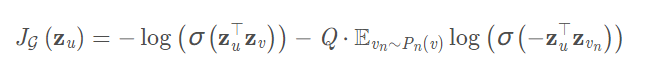 J_𝒢 (𝐳_u) = − log (σ (𝐳_u^⊤ 𝐳_v)) − Q · 𝔼_{v_n∼P_n(v)} log (σ (−𝐳_u^⊤ 𝐳_{v_n}))